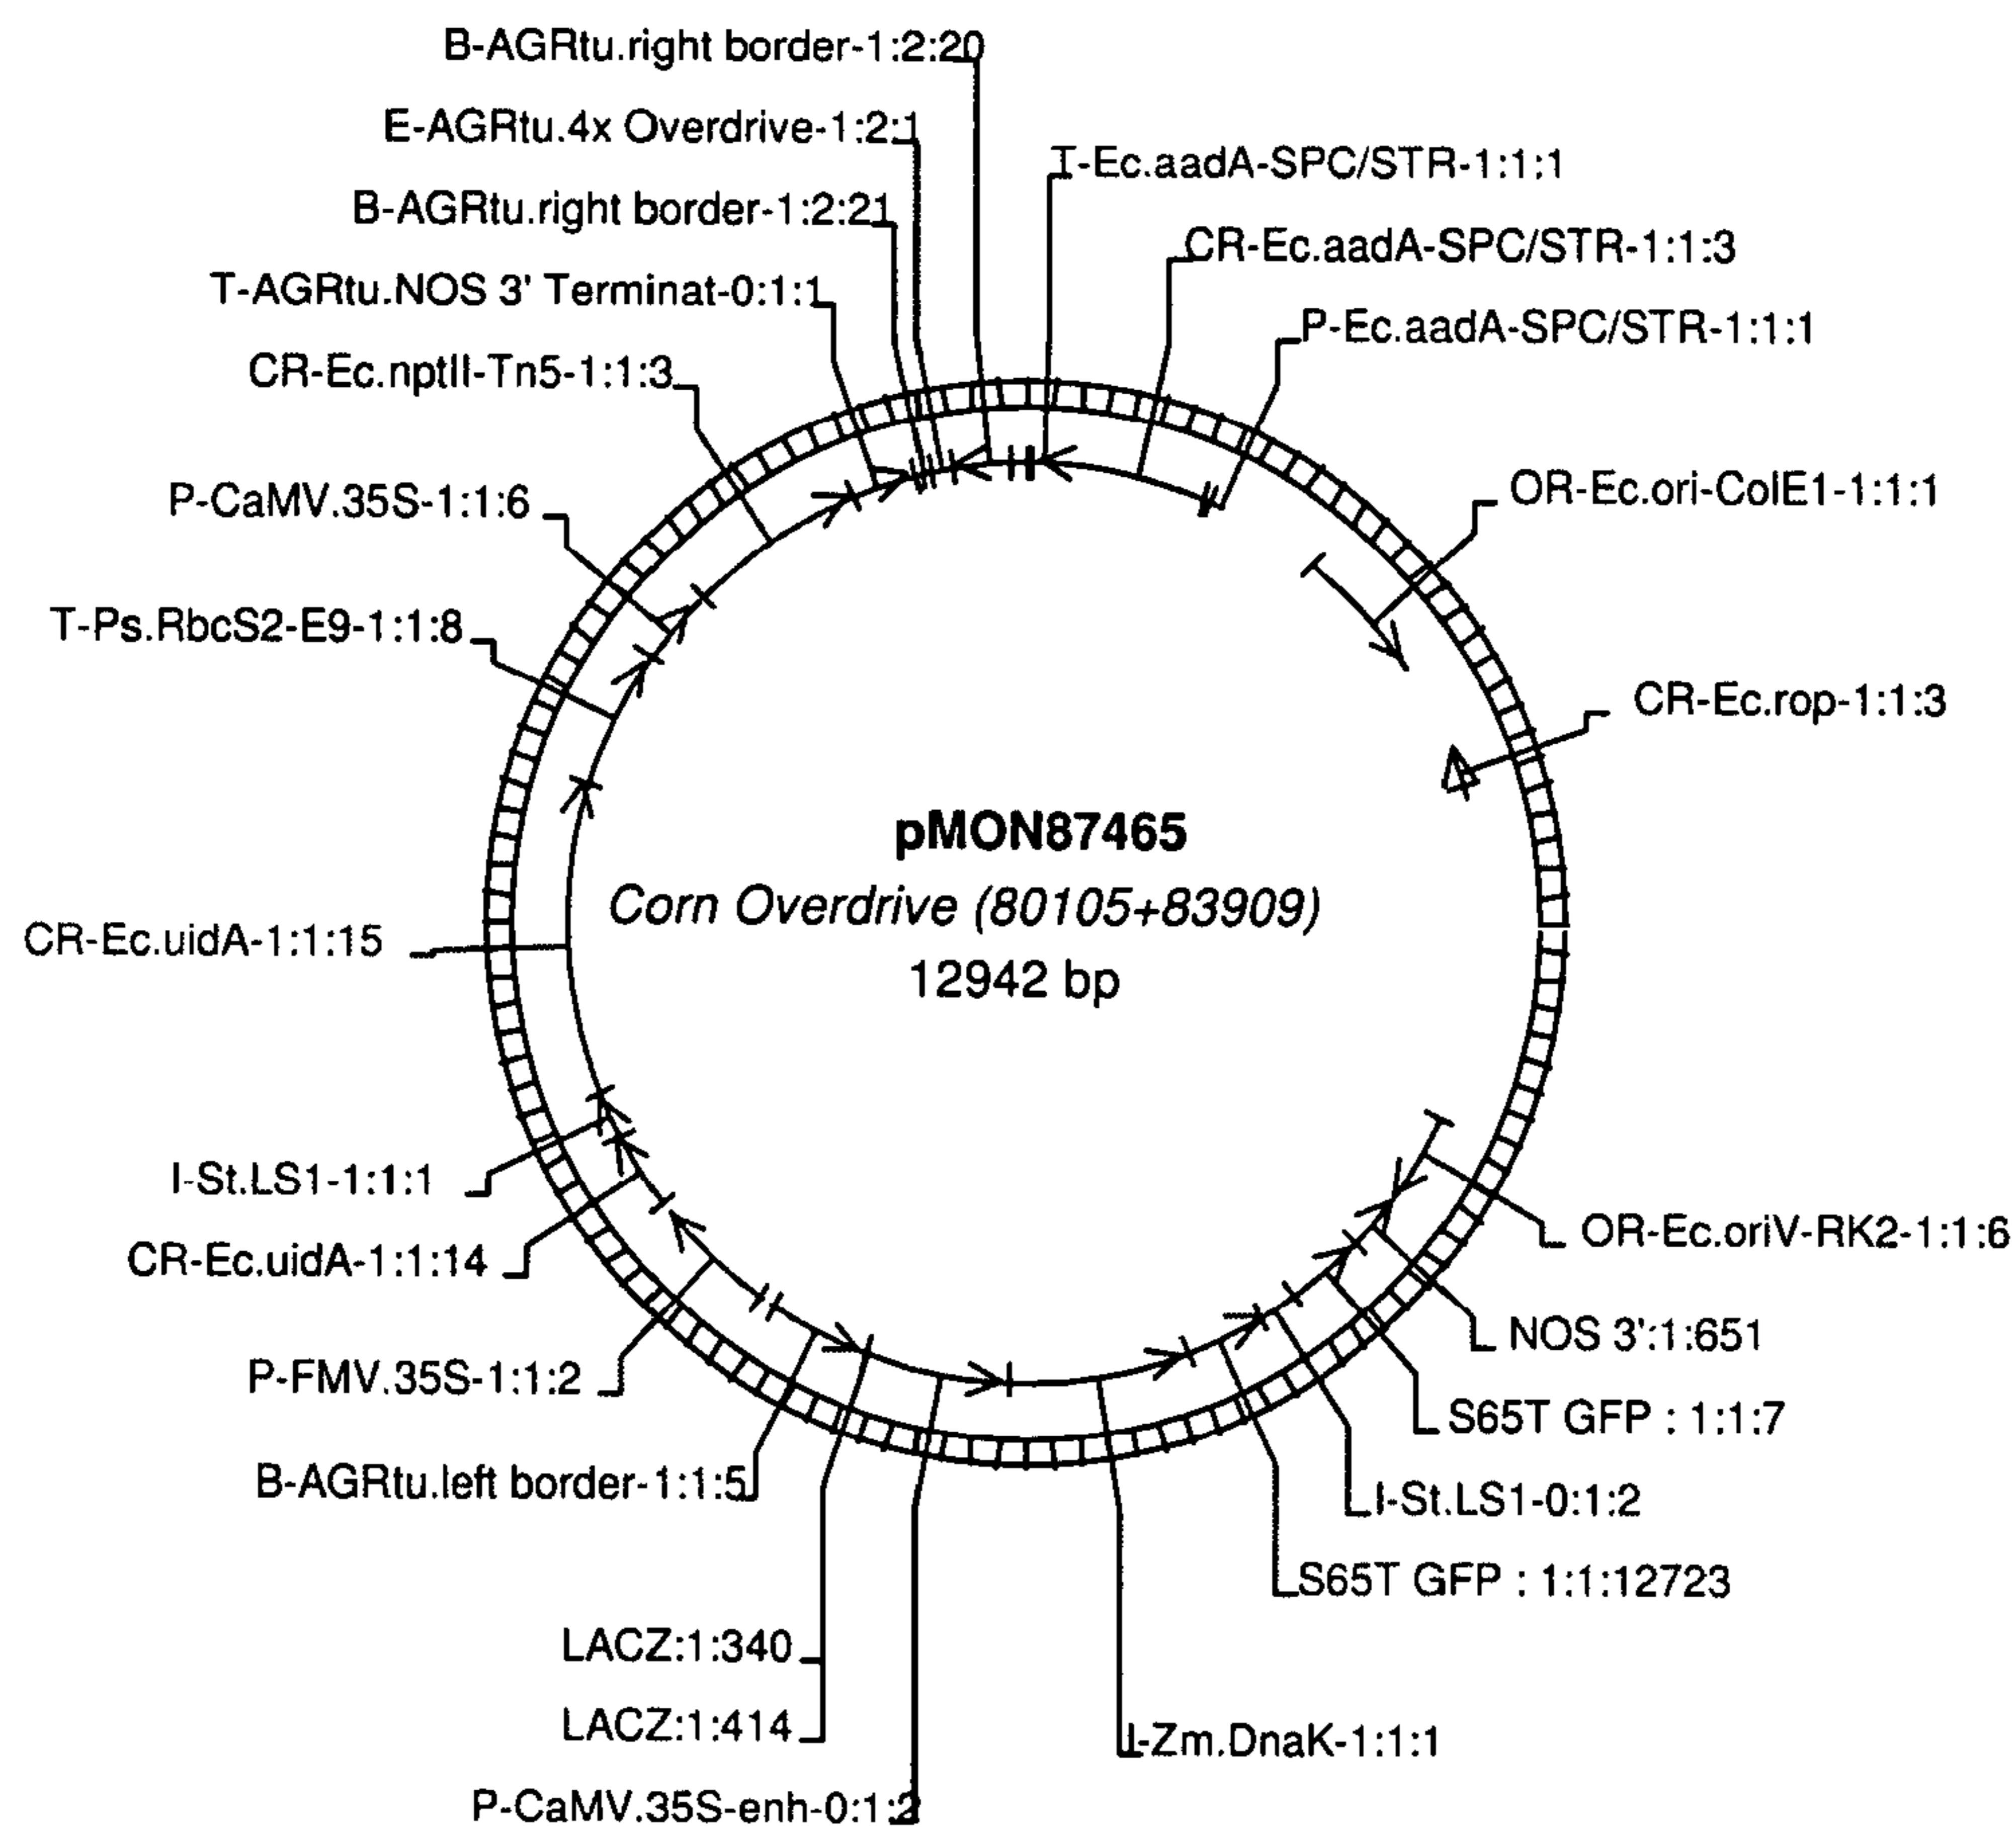 B-AGRtu.right border-1:2:20
E-AGRtu.4x Overdrive-1:2:1
I-Ec.aadA-SPC/STR-1:1:1
B-AGRtu.right border-1:2:21
CR-Ec.aadA-SPC/STR-1:1:3
T-AGRtu.NOS 3' Terminat-0:1:1
P-Ec.aadA-SPC/STR-1:1:1
CR-Ec.nptII-Tn5-1:1:3
P-CaMV.35S-1:1:6
OR-Ec.ori-ColE1-1:1:1
T-Ps.RbcS2-E9-1:1:8
CR-Ec.rop-1:1:3
pMON87465
Corn Overdrive (80105+83909)
12942 bp
CR-Ec.uidA-1:1:15
I-St.LS1-1:1:1
OR-Ec.oriV-RK2-1:1:6
CR-Ec.uidA-1:1:14
NOS 3':1:651
P-FMV.35S-1:1:2
S65T GFP : 1:1:7
B-AGRtu.left border-1:1:5
I-St.LS1-0:1:2
S65T GFP : 1:1:12723
LACZ:1:340
LACZ:1:414
I-Zm.DnaK-1:1:1
P-CaMV.35S-enh-0:1:2